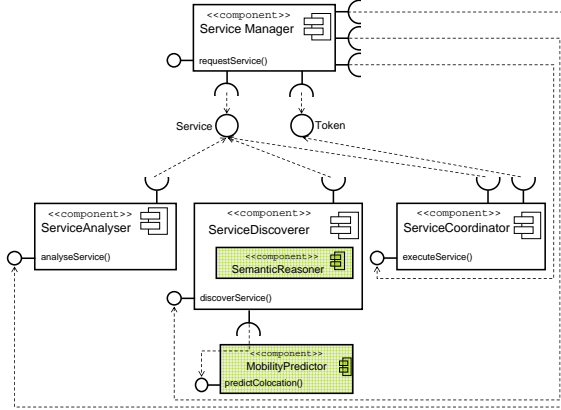 <<component>>
Service Manager
requestService()
Service
Token
<<component>>
ServiceAnalyser
analyseService()
<<component>>
ServiceDiscoverer
<<component>>
SemanticReasoner
discoverService()
<<component>>
ServiceCoordinator
executeService()
<<component>>
MobilityPredictor
predictColocation()